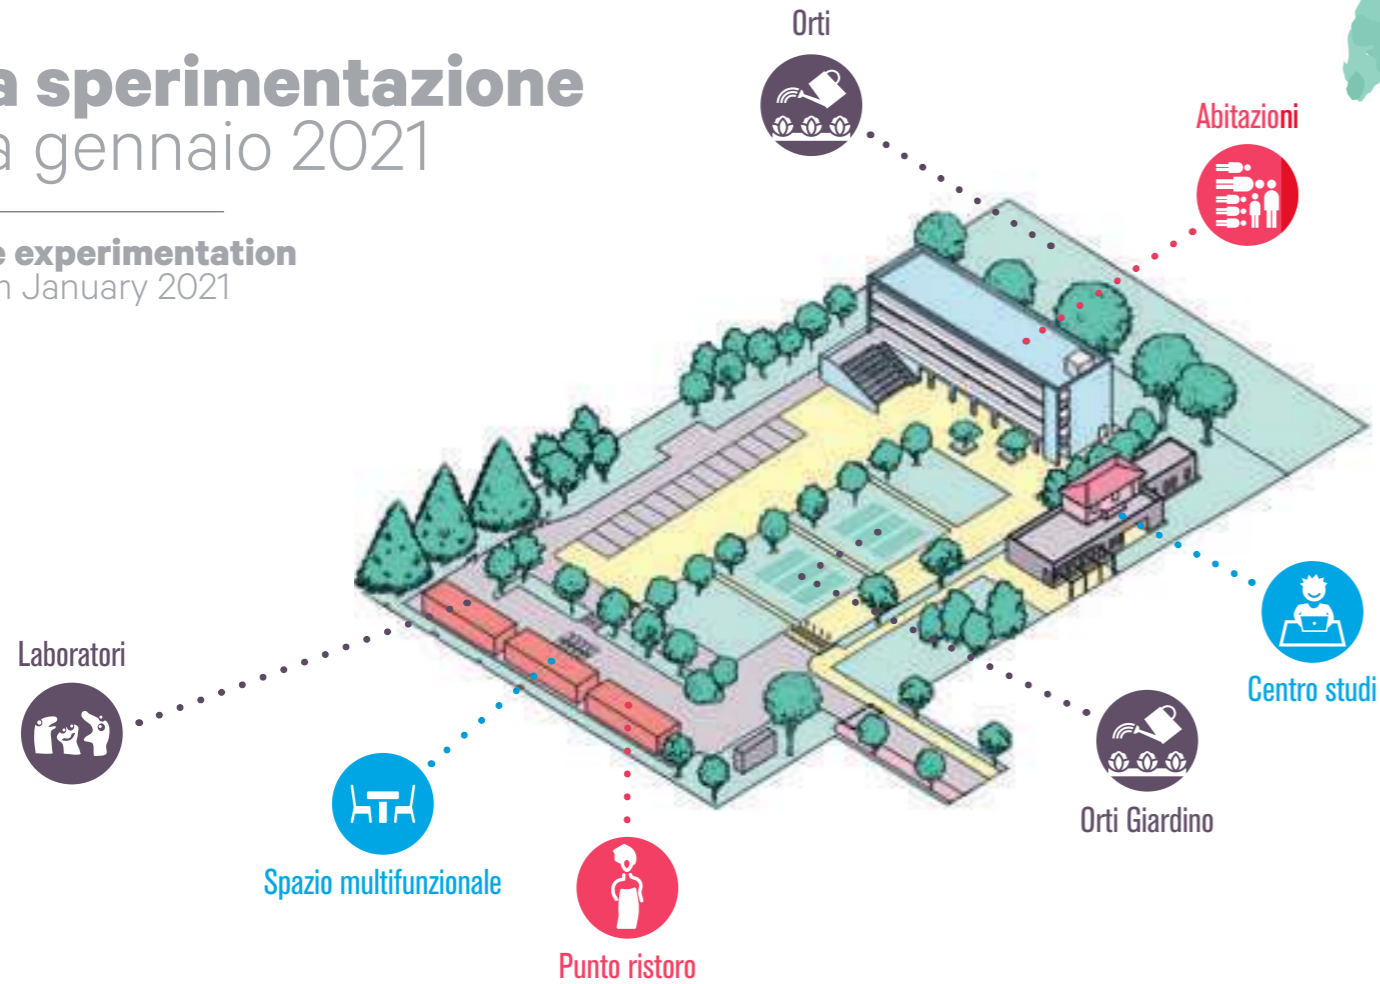 a sperimentazione
a gennaio 2021
e experimentation
January 2021
Orti
Abitazioni
Laboratori
Centro studi
Orti Giardino
Spazio multifunzionale
Punto ristoro